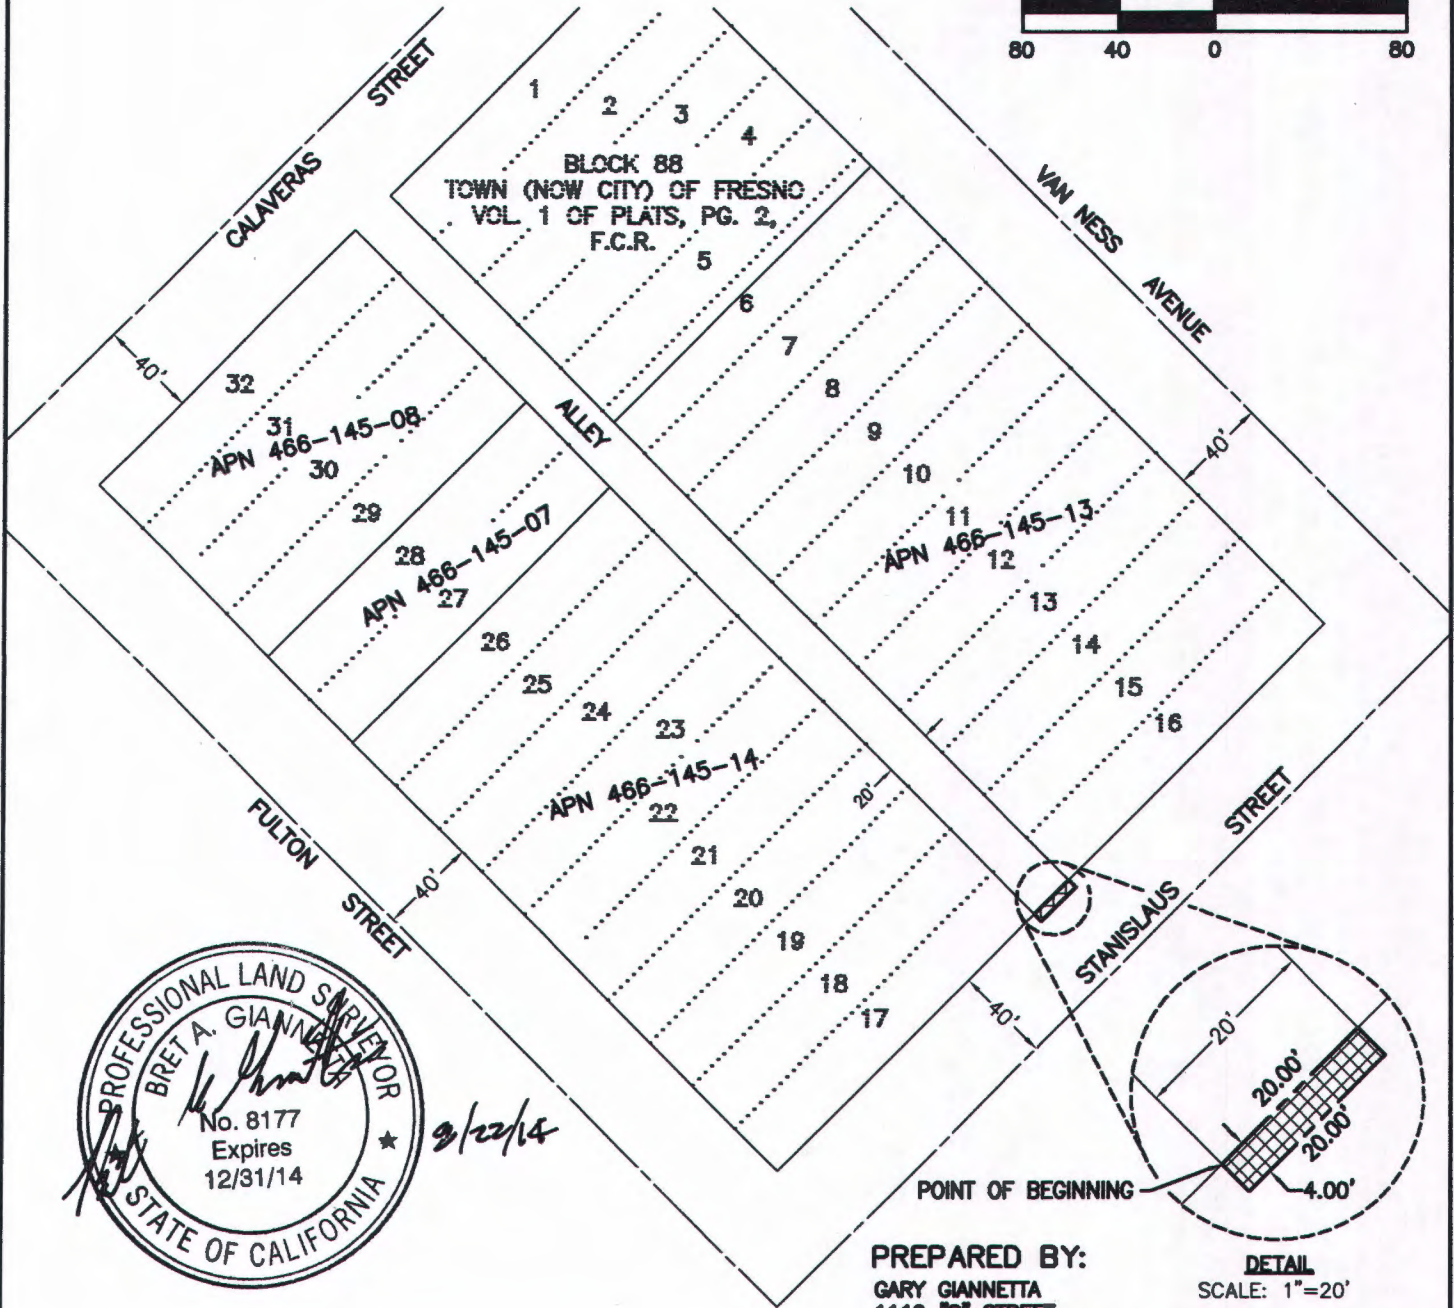 80 40 0 80
CALAVERAS STREET
VAN NESS AVENUE
1
2
3
4
BLOCK 88
TOWN (NOW CITY) OF FRESNO
VOL. 1 OF PLATS, PG. 2,
F.C.R.
5
6
7
8
9
10
11
APN 466-145-13
12
13
14
15
16
40'
40'
32
31
APN 466-145-08
30
29
28
APN 466-145-07
27
ALLEY
26
25
24
23
APN 466-145-14
22
21
20
19
18
17
20'
40'
40'
FULTON STREET
STANISLAUS STREET
PROFESSIONAL LAND SURVEYOR
BRET A. GIANNETTA
No. 8177
Expires
12/31/14
STATE OF CALIFORNIA
20'
20.00'
20.00'
4.00'
POINT OF BEGINNING
DETAIL
SCALE: 1"=20'
PREPARED BY:
GARY GIANNETTA